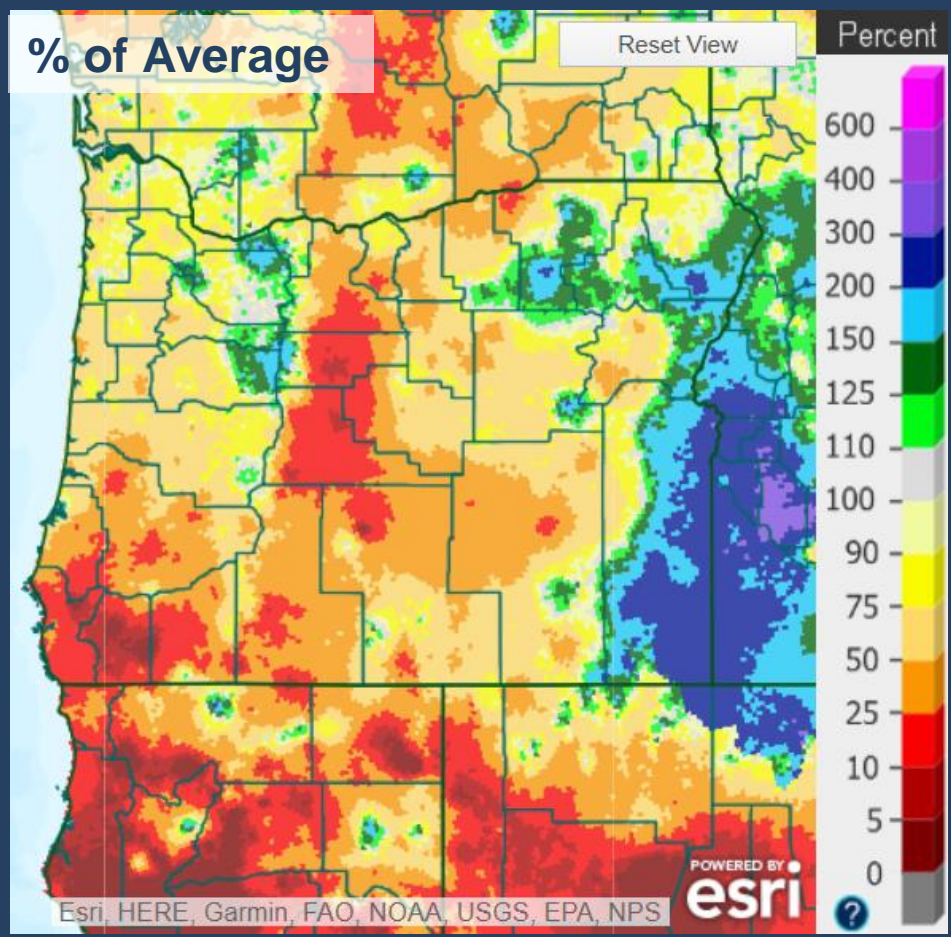 % of Average
Reset View
Percent
600
400
300
200
150
125
110
100
90
75
50
25
10
5
0
POWERED BY
esri
Esri, HERE, Garmin, FAO, NOAA, USGS, EPA, NPS
?